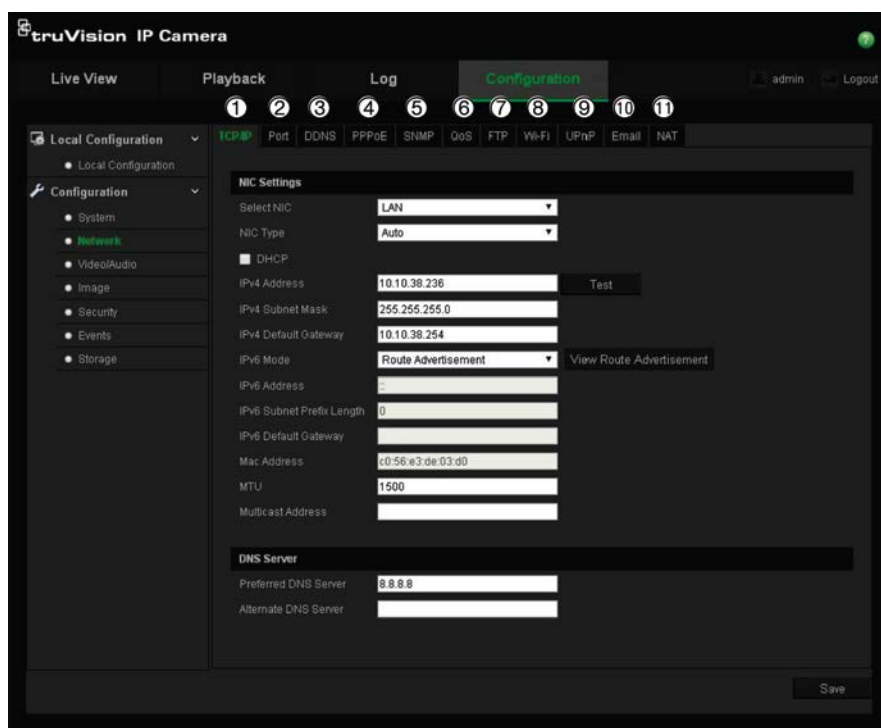 truVision IP Camera
?
Live View Playback Log Configuration admin Logout
① ② ③ ④ ⑤ ⑥ ⑦ ⑧ ⑨ ⑩ ⑪
TCP/IP Port DDNS PPPoE SNMP QoS FTP Wi-Fi UPnP Email NAT
Local Configuration
Local Configuration
Configuration
System
Network
Video/Audio
Image
Security
Events
Storage
NIC Settings
Select NIC LAN
NIC Type Auto
DHCP
IPv4 Address 10.10.38.236 Test
IPv4 Subnet Mask 255.255.255.0
IPv4 Default Gateway 10.10.38.254
IPv6 Mode Route Advertisement View Route Advertisement
IPv6 Address ::
IPv6 Subnet Prefix Length 0
IPv6 Default Gateway
Mac Address c0:56:e3:de:03:d0
MTU 1500
Multicast Address
DNS Server
Preferred DNS Server 8.8.8.8
Alternate DNS Server
Save